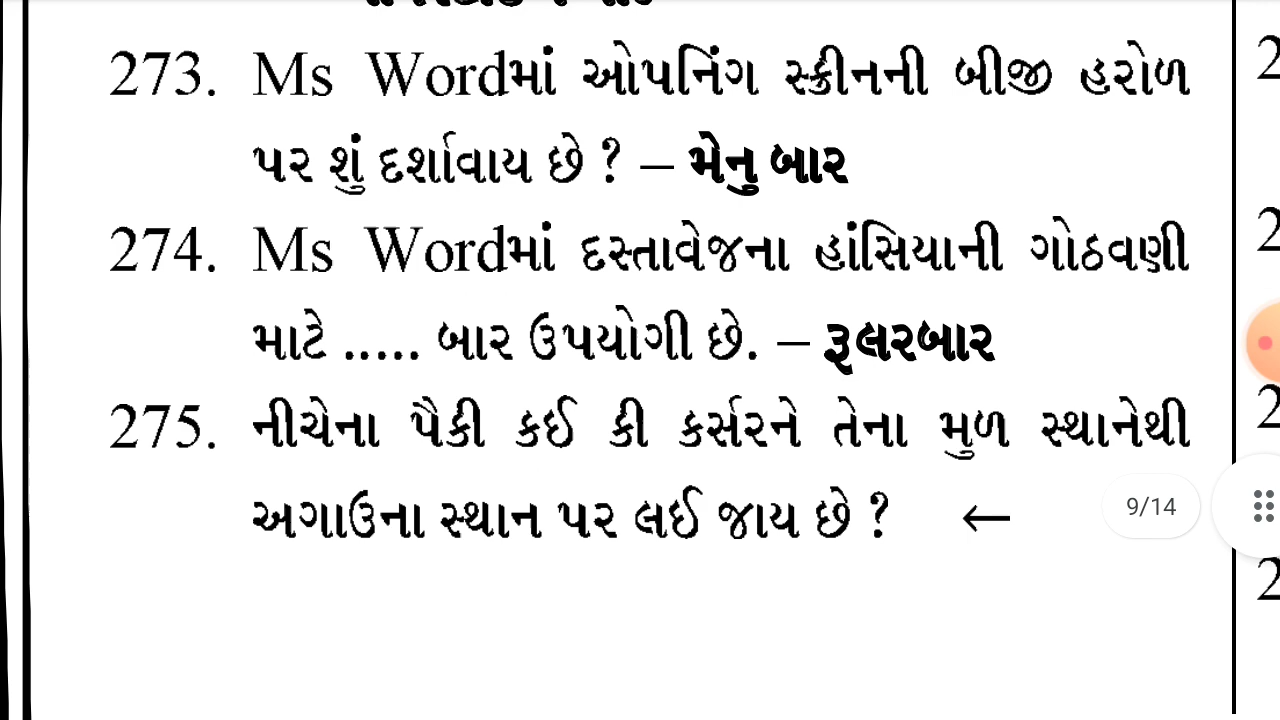 273. Ms Wordમાં ઓપનિંગ સ્ક્રીનની બીજી હરોળ
પર શું દર્શાવાય છે ? – મેનુ બાર
274. Ms Wordમાં દસ્તાવેજના હાંસિયાની ગોઠવણી
માટે ..... બાર ઉપયોગી છે. – રૂલરબાર
275. નીચેના પૈકી કઈ કી કર્સરને તેના મુળ સ્થાનેથી
અગાઉના સ્થાન પર લઈ જાય છે ? ←
9/14